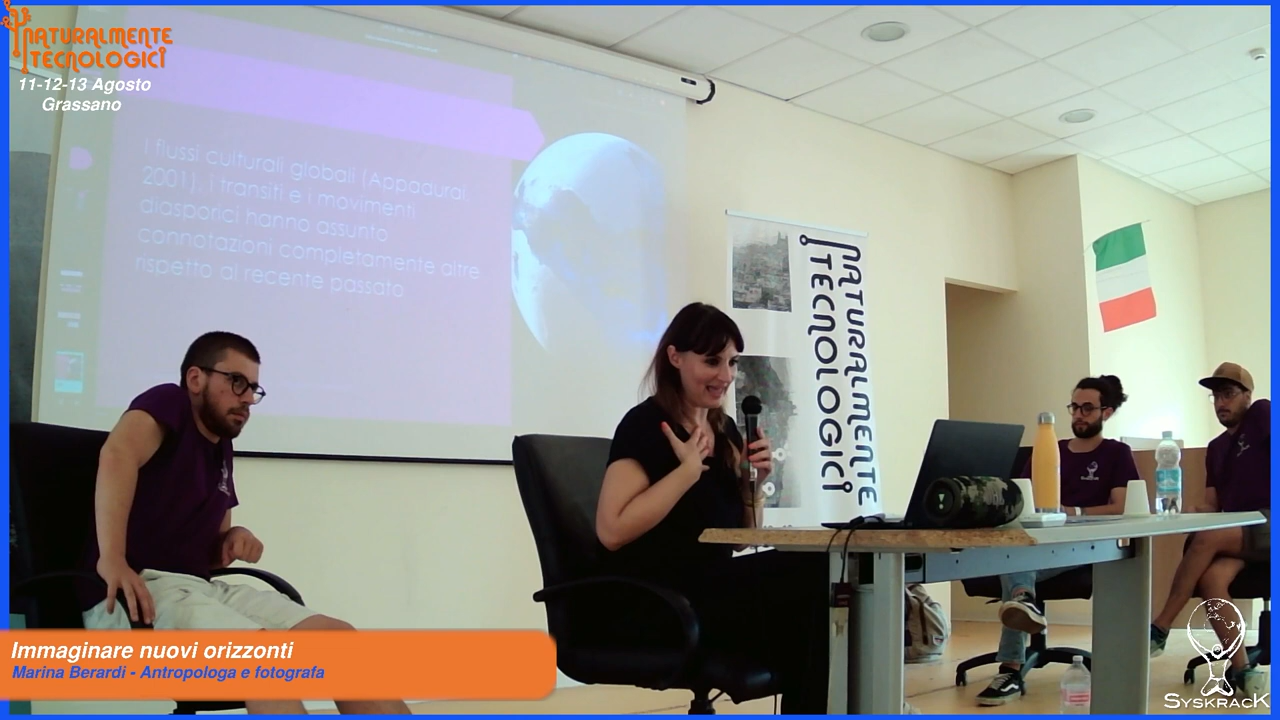 NATURALMENTE
TECNOLOGICI
11-12-13 Agosto
Grassano
I flussi culturali globali (Appadurai,
2001), i transiti e i movimenti
diasporici hanno assunto
connotazioni completamente altre
rispetto al recente passato
NATURALMENTE
TECNOLOGICI
Immaginare nuovi orizzonti
Marina Berardi - Antropologa e fotografa
SYSKRACK